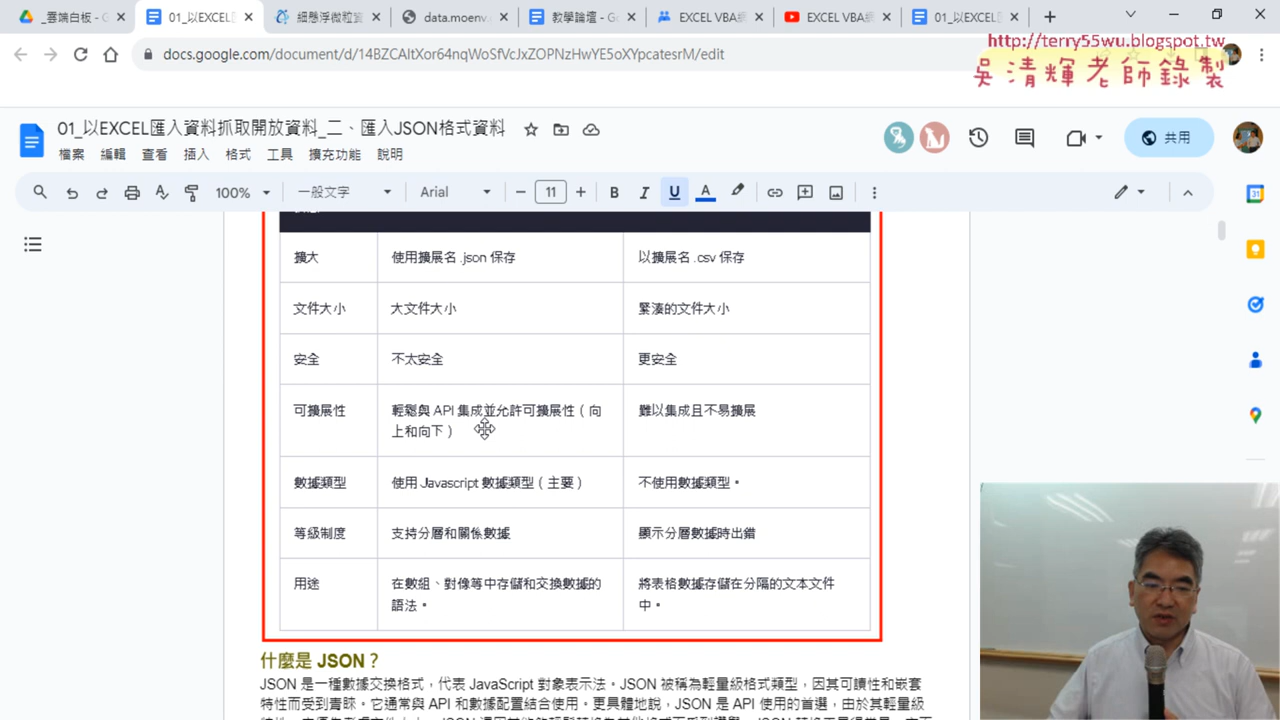 _雲端白板 - G
01_以EXCEL匯
細懸浮微粒資
data.moenv.
教學論壇 - Go
EXCEL VBA網
EXCEL VBA網
01_以EXCEL匯
http://terry55wu.blogspot.tw
docs.google.com/document/d/14BZCAltXor64nqWoSfVcJxZOPNzHwYE5oXYpcatesrM/edit
吳清輝老師錄製
01_以EXCEL匯入資料抓取開放資料_二、匯入JSON格式資料
共用
檔案 編輯 查看 插入 格式 工具 擴充功能 說明
100% 一般文字 Arial 11 B I U A
擴大 使用擴展名 .json 保存 以擴展名 .csv 保存
文件大小 大文件大小 緊湊的文件大小
安全 不太安全 更安全
可擴展性 輕鬆與 API 集成並允許可擴展性（向
上和向下） 難以集成且不易擴展
數據類型 使用 Javascript 數據類型（主要） 不使用數據類型。
等級制度 支持分層和關係數據 顯示分層數據時出錯
用途 在數組、對像等中存儲和交換數據的 將表格數據存儲在分隔的文本文件
語法。 中。
什麼是 JSON？
JSON 是一種數據交換格式，代表 JavaScript 對象表示法。JSON 被稱為輕量級格式類型，因其可讀性和嵌套
特性而受到青睞。它通常與 API 和數據配置結合使用。更具體地說，JSON 是 API 使用的首選，由於其輕量級